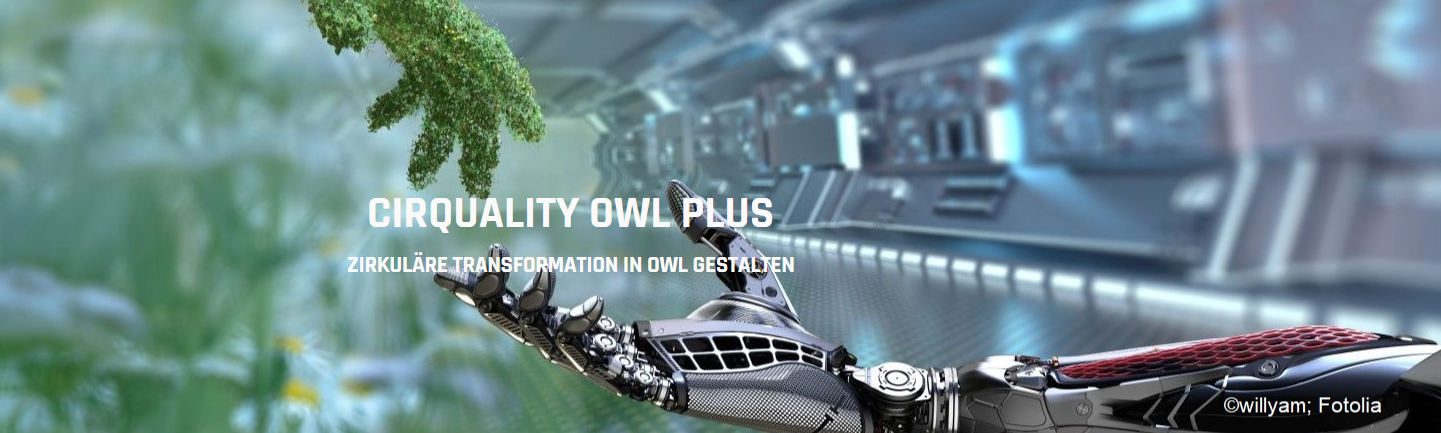 CIRQUALITY OWL PLUS
ZIRKULÄRE TRANSFORMATION IN OWL GESTALTEN
©willyam; Fotolia